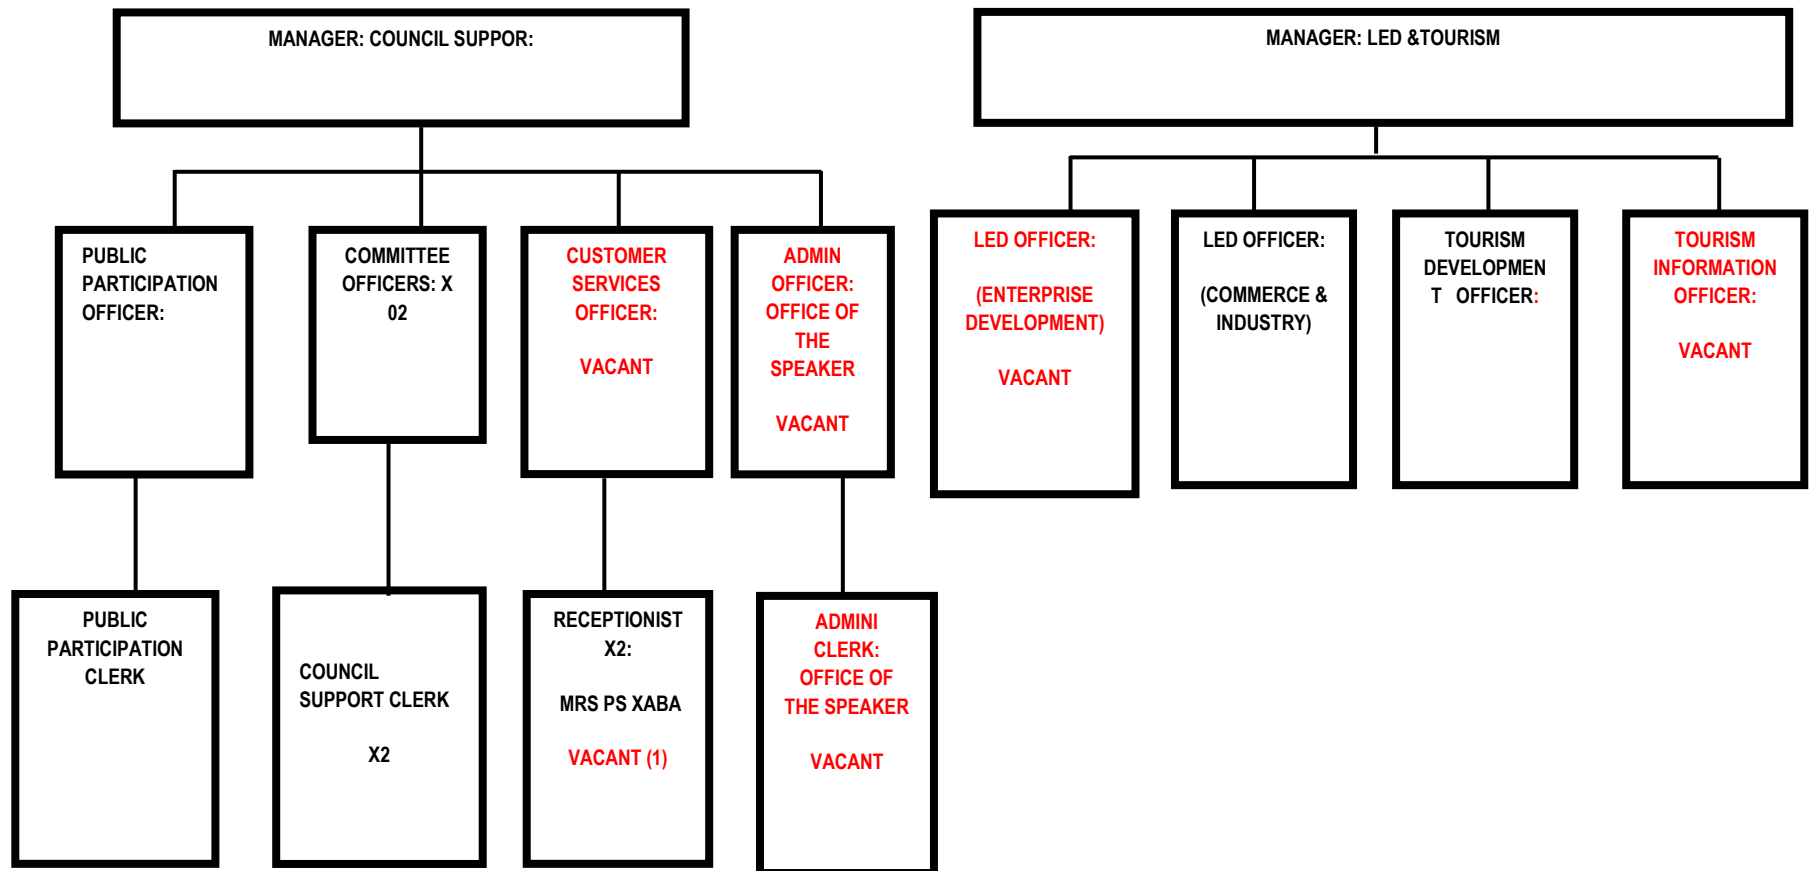 MANAGER: COUNCIL SUPPOR:
MANAGER: LED &TOURISM
PUBLIC
PARTICIPATION
OFFICER:
COMMITTEE
OFFICERS: X
02
CUSTOMER
SERVICES
OFFICER:
VACANT
ADMIN
OFFICER:
OFFICE OF
THE
SPEAKER
VACANT
LED OFFICER:
(ENTERPRISE
DEVELOPMENT)
VACANT
LED OFFICER:
(COMMERCE &
INDUSTRY)
TOURISM
DEVELOPMEN
T OFFICER:
TOURISM
INFORMATION
OFFICER:
VACANT
PUBLIC
PARTICIPATION
CLERK
COUNCIL
SUPPORT CLERK
X2
RECEPTIONIST
X2:
MRS PS XABA
VACANT (1)
ADMINI
CLERK:
OFFICE OF
THE SPEAKER
VACANT